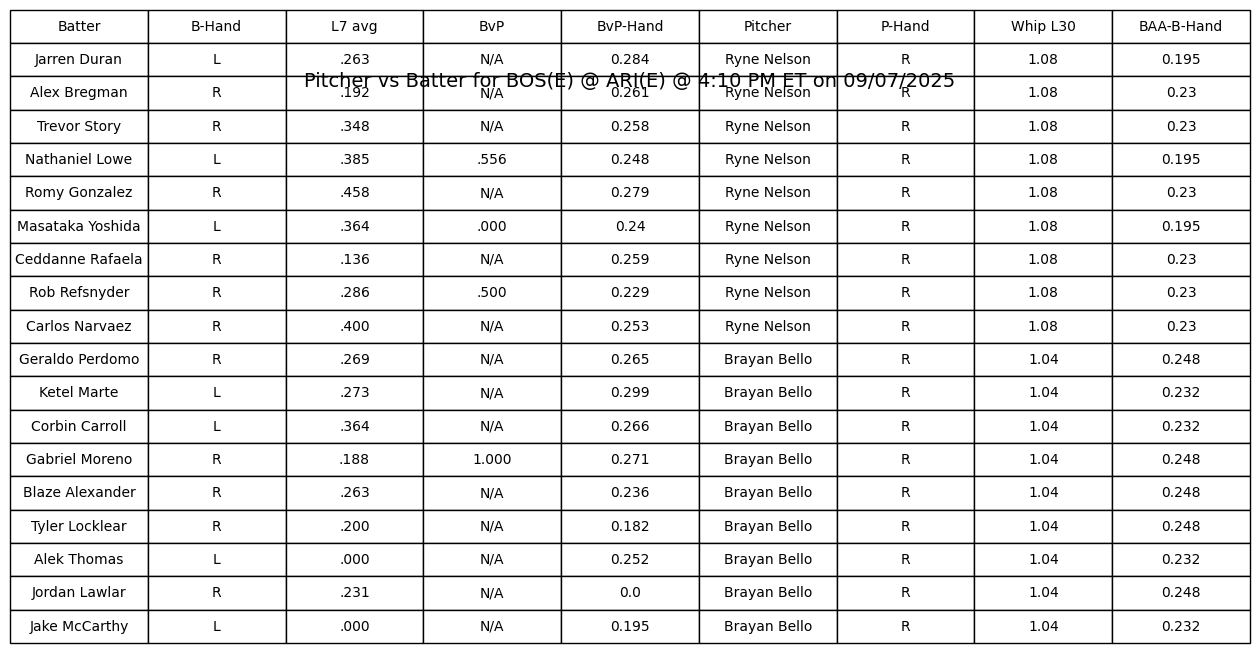 Batter B-Hand L7 avg BvP BvP-Hand Pitcher P-Hand Whip L30 BAA-B-Hand
Jarren Duran L .263 N/A 0.284 Ryne Nelson R 1.08 0.195
Pitcher vs Batter for BOS(E) @ ARI(E) @ 4:10 PM ET on 09/07/2025
Alex Bregman R .192 N/A 0.261 Ryne Nelson R 1.08 0.23
Trevor Story R .348 N/A 0.258 Ryne Nelson R 1.08 0.23
Nathaniel Lowe L .385 .556 0.248 Ryne Nelson R 1.08 0.195
Romy Gonzalez R .458 N/A 0.279 Ryne Nelson R 1.08 0.23
Masataka Yoshida L .364 .000 0.24 Ryne Nelson R 1.08 0.195
Ceddanne Rafaela R .136 N/A 0.259 Ryne Nelson R 1.08 0.23
Rob Refsnyder R .286 .500 0.229 Ryne Nelson R 1.08 0.23
Carlos Narvaez R .400 N/A 0.253 Ryne Nelson R 1.08 0.23
Geraldo Perdomo R .269 N/A 0.265 Brayan Bello R 1.04 0.248
Ketel Marte L .273 N/A 0.299 Brayan Bello R 1.04 0.232
Corbin Carroll L .364 N/A 0.266 Brayan Bello R 1.04 0.232
Gabriel Moreno R .188 1.000 0.271 Brayan Bello R 1.04 0.248
Blaze Alexander R .263 N/A 0.236 Brayan Bello R 1.04 0.248
Tyler Locklear R .200 N/A 0.182 Brayan Bello R 1.04 0.248
Alek Thomas L .000 N/A 0.252 Brayan Bello R 1.04 0.232
Jordan Lawlar R .231 N/A 0.0 Brayan Bello R 1.04 0.248
Jake McCarthy L .000 N/A 0.195 Brayan Bello R 1.04 0.232